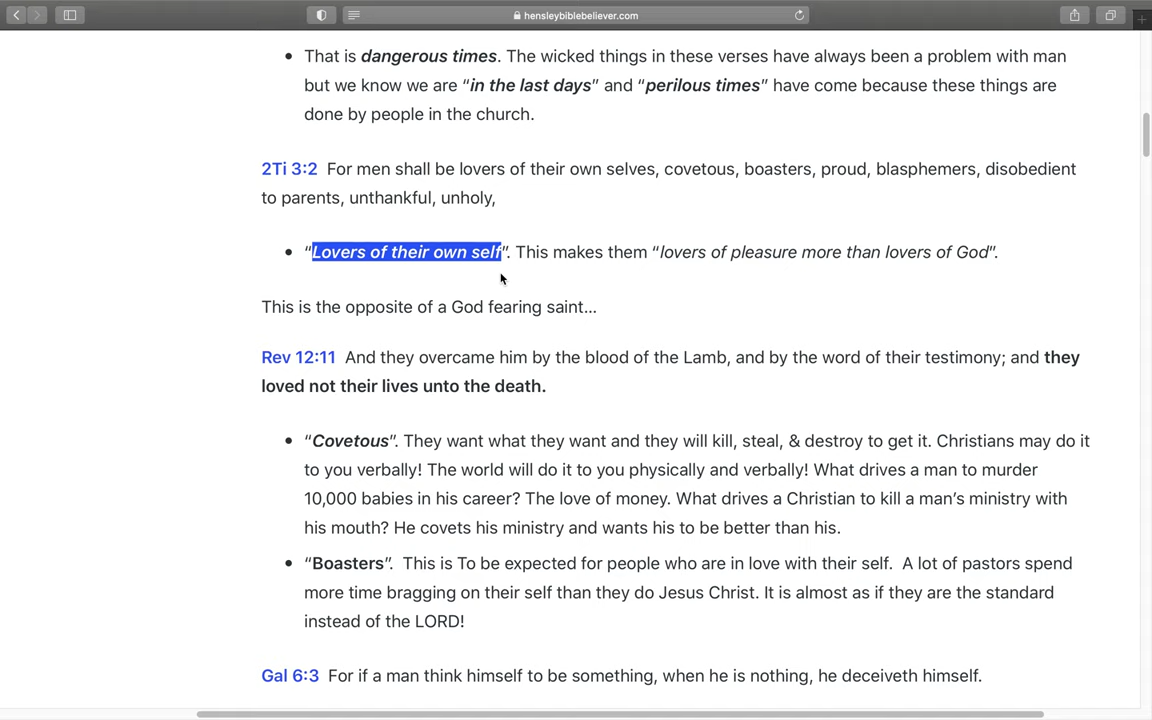 hensleybiblebeliever.com
• That is dangerous times. The wicked things in these verses have always been a problem with man
but we know we are “in the last days” and “perilous times” have come because these things are
done by people in the church.
2Ti 3:2  For men shall be lovers of their own selves, covetous, boasters, proud, blasphemers, disobedient
to parents, unthankful, unholy,
• “Lovers of their own self”. This makes them “lovers of pleasure more than lovers of God”.
This is the opposite of a God fearing saint...
Rev 12:11  And they overcame him by the blood of the Lamb, and by the word of their testimony; and they
loved not their lives unto the death.
• “Covetous”. They want what they want and they will kill, steal, & destroy to get it. Christians may do it
to you verbally! The world will do it to you physically and verbally! What drives a man to murder
10,000 babies in his career? The love of money. What drives a Christian to kill a man’s ministry with
his mouth? He covets his ministry and wants his to be better than his.
• “Boasters”.  This is To be expected for people who are in love with their self.  A lot of pastors spend
more time bragging on their self than they do Jesus Christ. It is almost as if they are the standard
instead of the LORD!
Gal 6:3  For if a man think himself to be something, when he is nothing, he deceiveth himself.